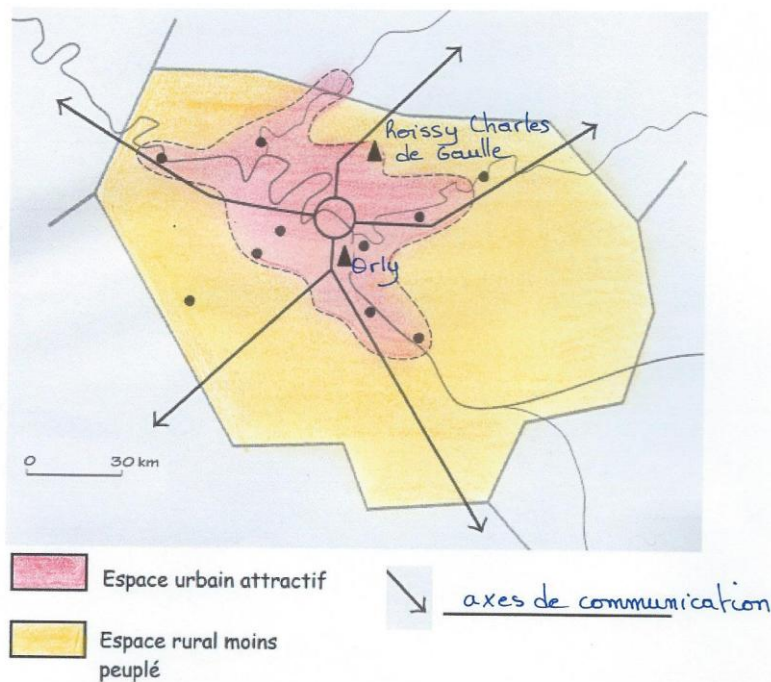 Roissy Charles
de Gaulle
Orly
0 30 km
Espace urbain attractif
axes de communication
Espace rural moins
peuplé